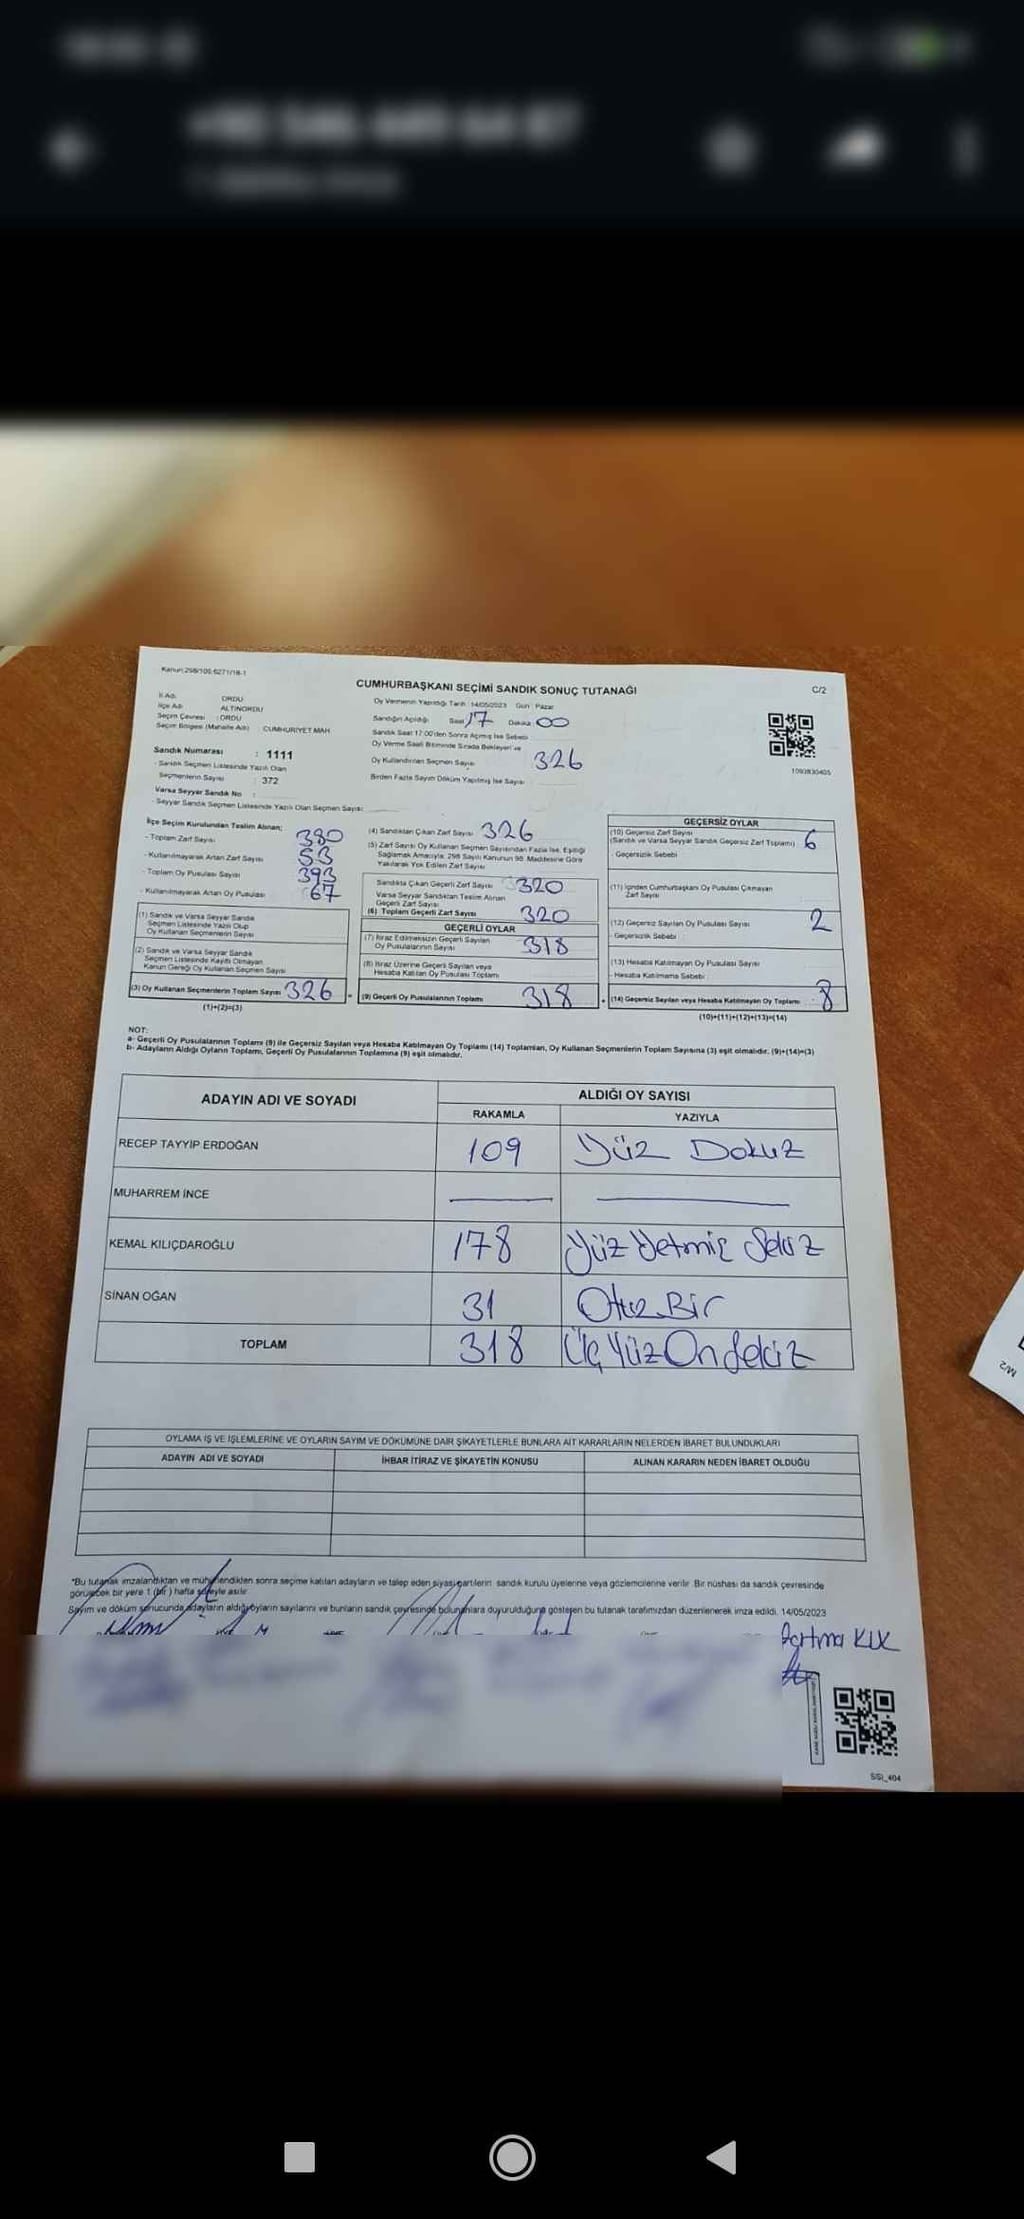 Kanun:298/109,6271/18-1
CUMHURBAŞKANI SEÇİMİ SANDIK SONUÇ TUTANAĞI
C/2
İl Adı : ORDU
İlçe Adı : ALTINORDU
Seçim Çevresi : ORDU
Seçim Bölgesi (Mahalle Adı) : CUMHURİYET MAH
Sandık Numarası : 1111
- Sandık Seçmen Listesinde Yazılı Olan
Seçmenlerin Sayısı : 372
Varsa Seyyar Sandık No :
- Seyyar Sandık Seçmen Listesinde Yazılı Olan Seçmen Sayısı
Oy Vermenin Yapıldığı Tarih :14/05/2023 Gün : Pazar
Sandığın Açıldığı Saat 17 Dakika 00
Sandık Saat 17.00'den Sonra Açılmış İse Sebebi
Oy Verme Saati Bitiminde Sırada Bekleyen ve
Oy Kullandırılan Seçmen Sayısı 326
Birden Fazla Sayım Döküm Yapılmış İse Sayısı
1093830405
İlçe Seçim Kurulundan Teslim Alınan;
- Toplam Zarf Sayısı 380
- Kullanılmayarak Artan Zarf Sayısı 53
- Toplam Oy Pusulası Sayısı 393
- Kullanılmayarak Artan Oy Pusulası 67
(1) Sandık ve Varsa Seyyar Sandık
Seçmen Listesinde Yazılı Olup
Oy Kullanan Seçmenlerin Sayısı
(2) Sandık ve Varsa Seyyar Sandık
Seçmen Listesinde Kayıtlı Olmayan
Kanun Gereği Oy Kullanan Seçmen Sayısı
(3) Oy Kullanan Seçmenlerin Toplam Sayısı 326
(1)+(2)=(3)
(4) Sandıktan Çıkan Zarf Sayısı 326
(5) Zarf Sayısı Oy Kullanan Seçmen Sayısından Fazla İse, Eşitliği
Sağlamak Amacıyla, 298 Sayılı Kanunun 98. Maddesine Göre
Yakılarak Yok Edilen Zarf Sayısı
Sandıkta Çıkan Geçerli Zarf Sayısı 320
Varsa Seyyar Sandıktan Teslim Alınan
Geçerli Zarf Sayısı
(6) Toplam Geçerli Zarf Sayısı 320
GEÇERLİ OYLAR
(7) İtiraz Edilmeksizin Geçerli Sayılan
Oy Pusulalarının Sayısı 318
(8) İtiraz Üzerine Geçerli Sayılan veya
Hesaba Katılan Oy Pusulası Toplamı
(9) Geçerli Oy Pusulalarının Toplamı 318
GEÇERSİZ OYLAR
(10) Geçersiz Zarf Sayısı
(Sandık ve Varsa Seyyar Sandık Geçersiz Zarf Toplamı) 6
- Geçersizlik Sebebi
(11) İçinden Cumhurbaşkanı Oy Pusulası Çıkmayan
Zarf Sayısı
(12) Geçersiz Sayılan Oy Pusulası Sayısı 2
- Geçersizlik Sebebi
(13) Hesaba Katılmayan Oy Pusulası Sayısı
- Hesaba Katılmama Sebebi
(14) Geçersiz Sayılan veya Hesaba Katılmayan Oy Toplamı 8
(10)+(11)+(12)+(13)=(14)
NOT:
a- Geçerli Oy Pusulalarının Toplamı (9) ile Geçersiz Sayılan veya Hesaba Katılmayan Oy Toplamı (14) Toplamları, Oy Kullanan Seçmenlerin Toplam Sayısına (3) eşit olmalıdır. (9)+(14)=(3)
b- Adayların Aldığı Oyların Toplamı, Geçerli Oy Pusulalarının Toplamına (9) eşit olmalıdır.
ADAYIN ADI VE SOYADI
ALDIĞI OY SAYISI
RAKAMLA YAZIYLA
RECEP TAYYİP ERDOĞAN 109 Yüz Dokuz
MUHARREM İNCE
KEMAL KILIÇDAROĞLU 178 Yüz Yetmiş Sekiz
SİNAN OĞAN 31 Otuz Bir
TOPLAM 318 Üç Yüz On Sekiz
OYLAMA İŞ VE İŞLEMLERİNE VE OYLARIN SAYIM VE DÖKÜMÜNE DAİR ŞİKAYETLERLE BUNLARA AİT KARARLARIN NELERDEN İBARET BULUNDUKLARI
ADAYIN ADI VE SOYADI İHBAR İTİRAZ VE ŞİKAYETİN KONUSU ALINAN KARARIN NEDEN İBARET OLDUĞU
*Bu tutanak imzalandıktan ve mühürlendikten sonra seçime katılan adayların ve talep eden siyasi partilerin sandık kurulu üyelerine veya gözlemcilerine verilir. Bir nüshası da sandık çevresinde
görülecek bir yere 1 (bir) hafta süreyle asılır.
Sayım ve döküm sonucunda adayların aldığı oyların sayılarını ve bunların sandık çevresinde bulunanlara duyurulduğunu gösteren bu tutanak tarafımızdan düzenlenerek imza edildi. 14/05/2023
SSI_404
M/2